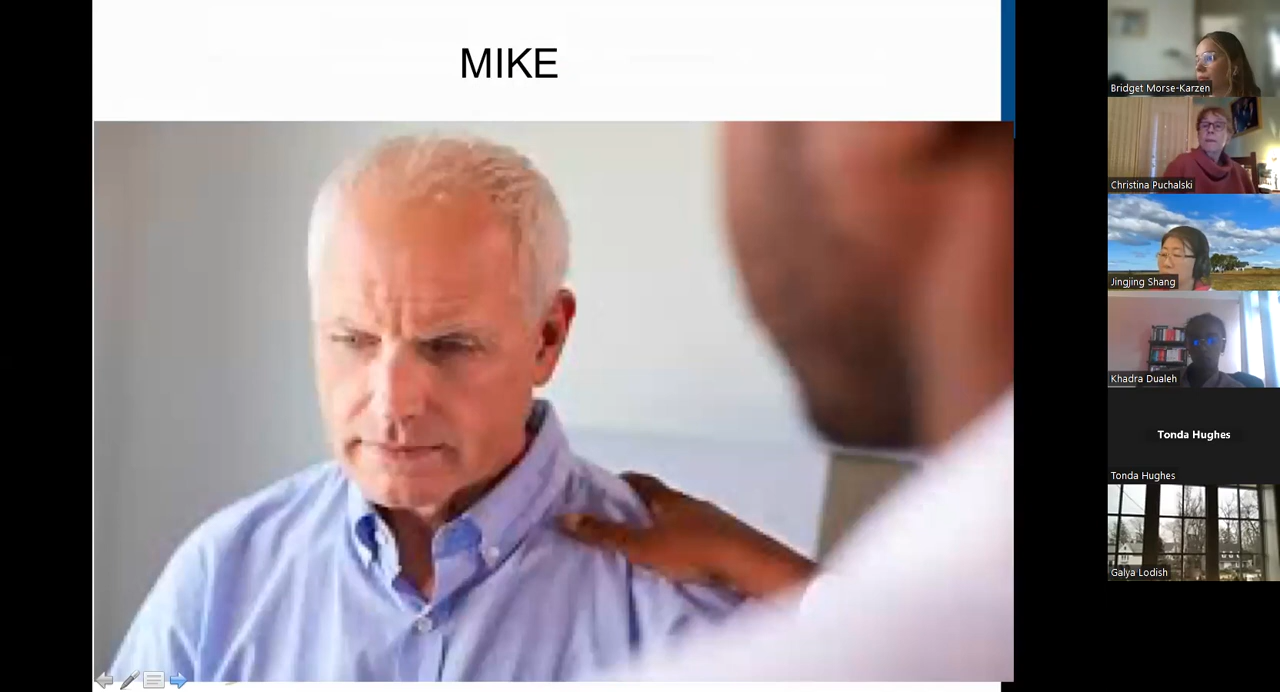 MIKE
Bridget Morse-Karzen
Christina Puchalski
Jingjing Shang
Khadra Dualeh
Tonda Hughes
Tonda Hughes
Galya Lodish